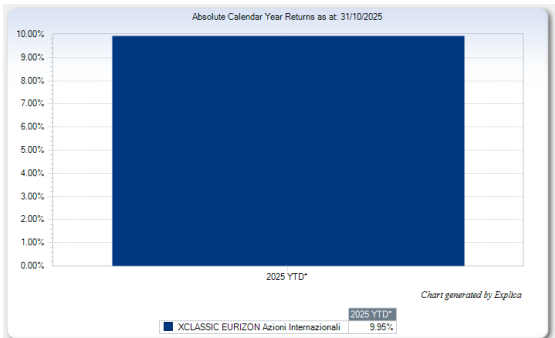 Absolute Calendar Year Returns as at: 31/10/2025
10.00%
9.00%
8.00%
7.00%
6.00%
5.00%
4.00%
3.00%
2.00%
1.00%
0.00%
2025 YTD*
Chart generated by Explica
2025 YTD*
XCLASSIC EURIZON Azioni Internazionali 9.95%